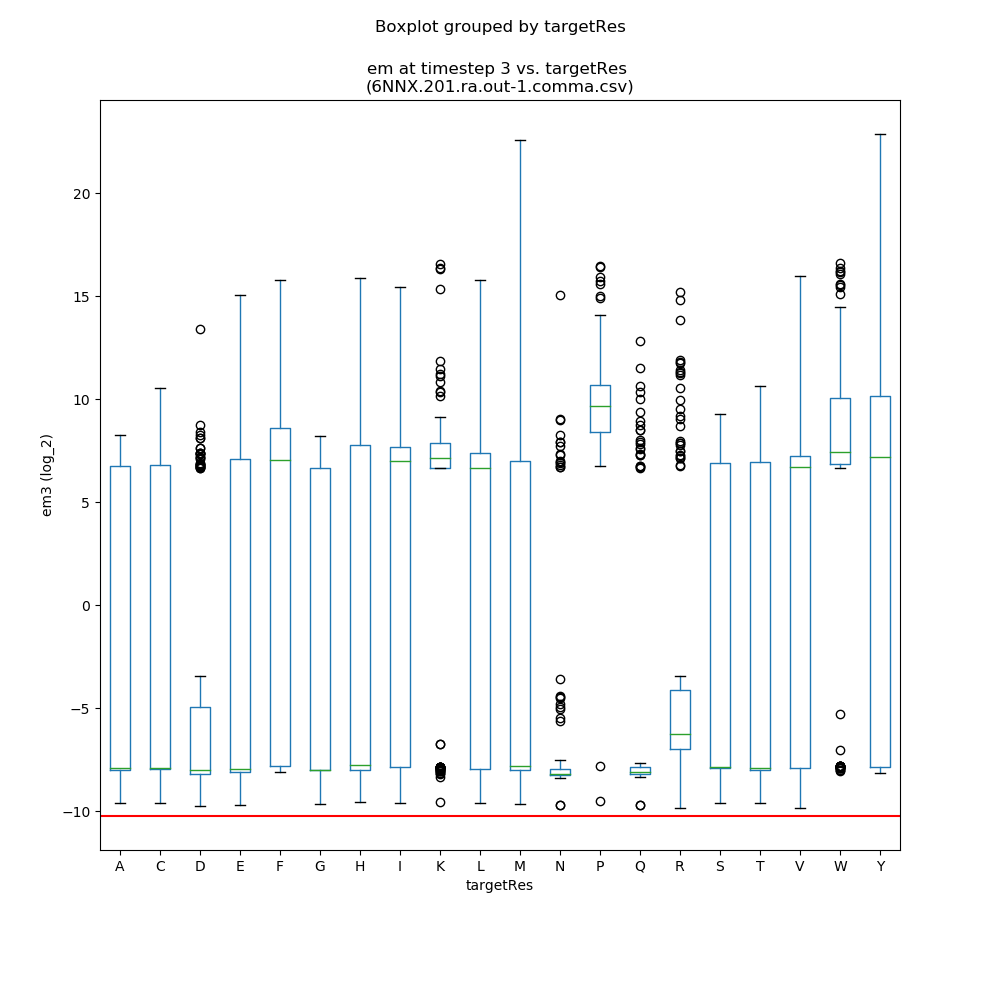 Boxplot grouped by targetRes
em at timestep 3 vs. targetRes
(6NNX.201.ra.out-1.comma.csv)
em3 (log_2)
20
15
10
5
0
−5
−10
A C D E F G H I K L M N P Q R S T V W Y
targetRes